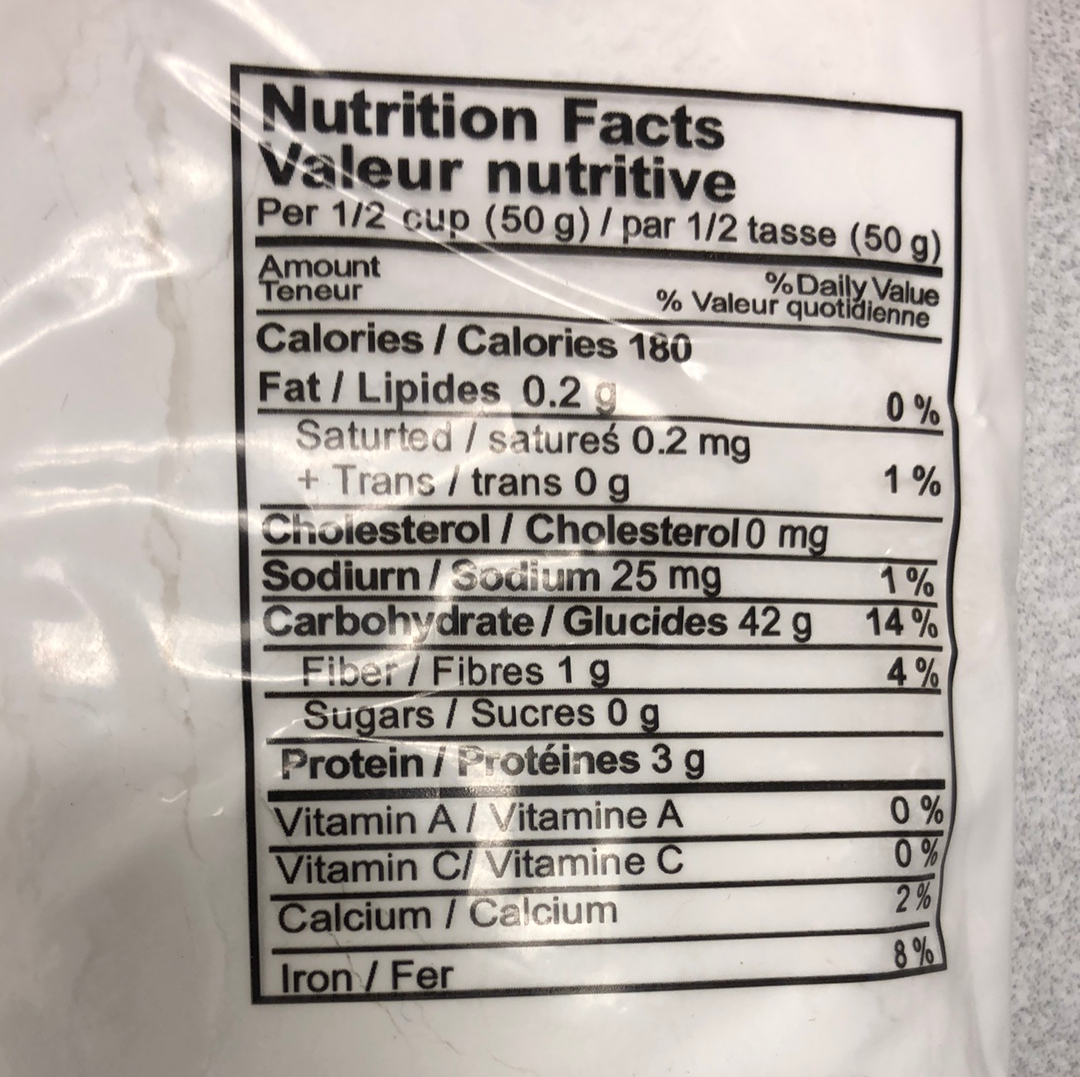 Nutrition Facts
Valeur nutritive
Per 1/2 cup (50 g) / par 1/2 tasse (50 g)
Amount % Daily Value
Teneur % Valeur quotidienne
Calories / Calories 180
Fat / Lipides 0.2 g 0 %
Saturted / satureś 0.2 mg
+ Trans / trans 0 g 1 %
Cholesterol / Cholesterol 0 mg
Sodiurn / Sodium 25 mg 1 %
Carbohydrate / Glucides 42 g 14 %
Fiber / Fibres 1 g 4 %
Sugars / Sucres 0 g
Protein / Protéines 3 g
Vitamin A / Vitamine A 0 %
Vitamin C/ Vitamine C 0 %
Calcium / Calcium 2 %
Iron / Fer 8 %